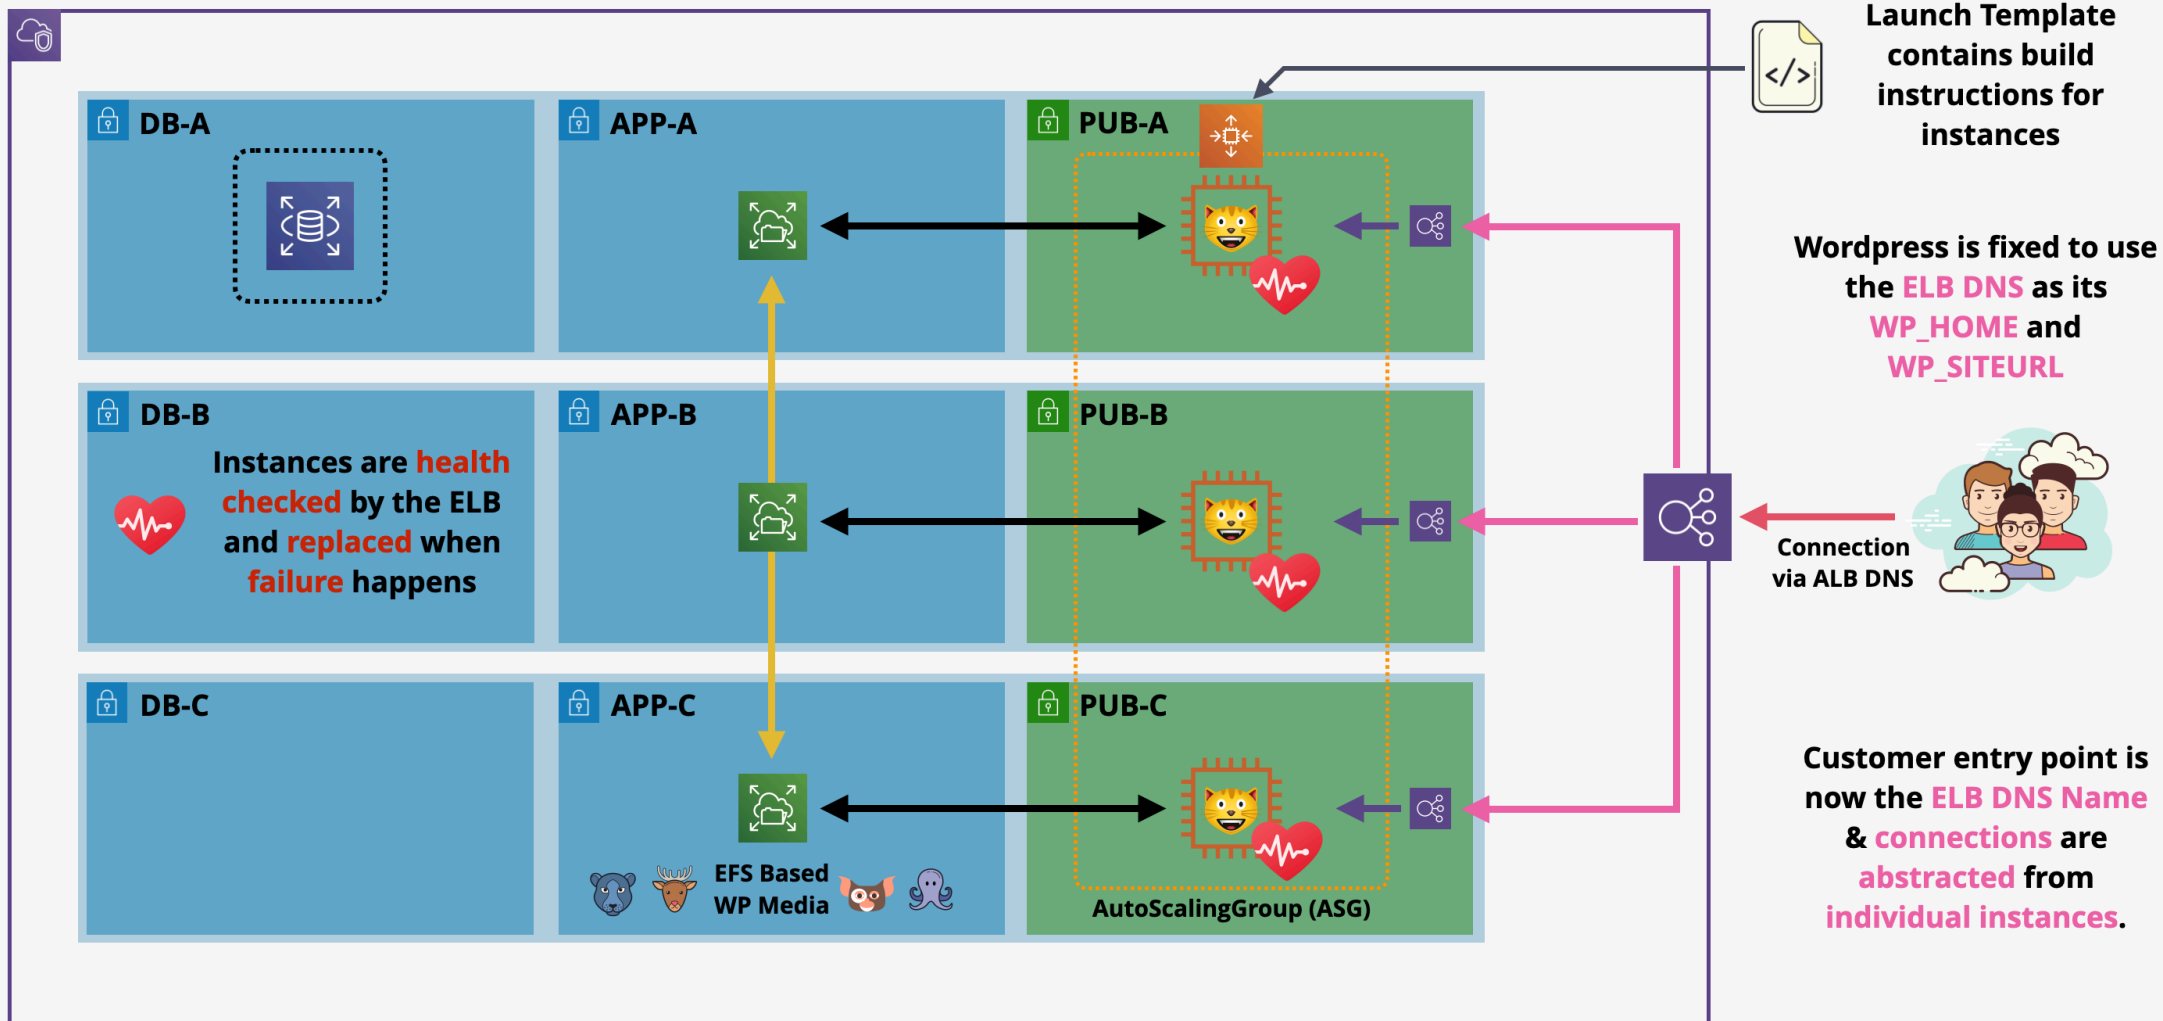 Launch Template
contains build
instructions for
instances
DB-A
APP-A
PUB-A
</>
Wordpress is fixed to use
the ELB DNS as its
WP_HOME and
WP_SITEURL
DB-B
APP-B
PUB-B
Instances are health
checked by the ELB
and replaced when
failure happens
Connection
via ALB DNS
DB-C
APP-C
PUB-C
Customer entry point is
now the ELB DNS Name
& connections are
abstracted from
individual instances.
EFS Based
WP Media
AutoScalingGroup (ASG)